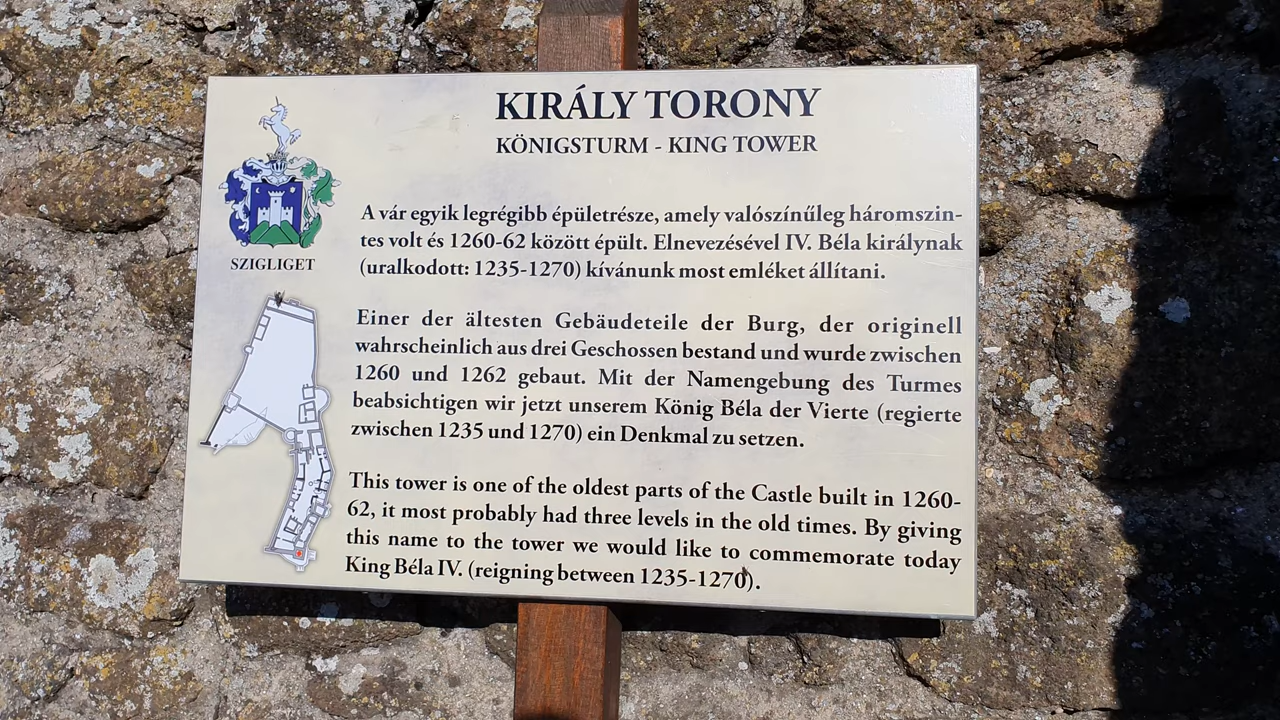 KIRÁLY TORONY
KÖNIGSTURM - KING TOWER
SZIGLIGET
A vár egyik legrégibb épületrésze, amely valószínűleg háromszin-
tes volt és 1260-62 között épült. Elnevezésével IV. Béla királynak
(uralkodott: 1235-1270) kívánunk most emléket állítani.
Einer der ältesten Gebäudeteile der Burg, der originell
wahrscheinlich aus drei Geschossen bestand und wurde zwischen
1260 und 1262 gebaut. Mit der Namengebung des Turmes
beabsichtigen wir jetzt unserem König Béla der Vierte (regierte
zwischen 1235 und 1270) ein Denkmal zu setzen.
This tower is one of the oldest parts of the Castle built in 1260-
62, it most probably had three levels in the old times. By giving
this name to the tower we would like to commemorate today
King Béla IV. (reigning between 1235-1270).